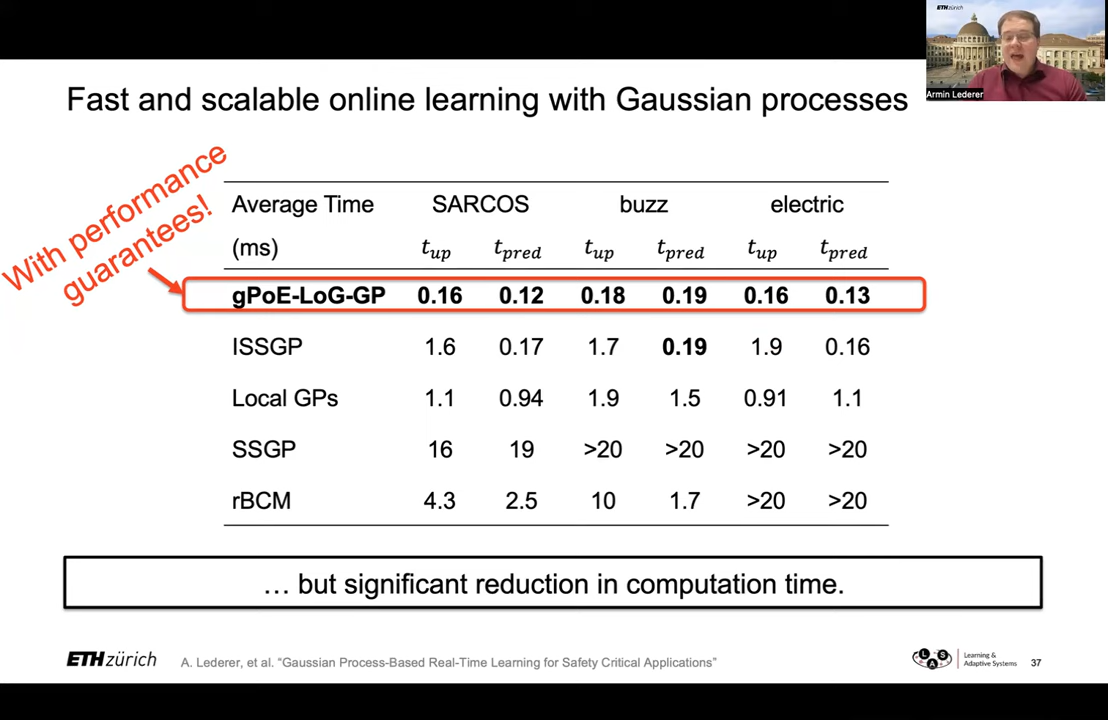 ETHzürich
Armin Lederer
Fast and scalable online learning with Gaussian processes
With performance
guarantees!
Average Time SARCOS buzz electric
(ms) t_up t_pred t_up t_pred t_up t_pred
gPoE-LoG-GP 0.16 0.12 0.18 0.19 0.16 0.13
ISSGP 1.6 0.17 1.7 0.19 1.9 0.16
Local GPs 1.1 0.94 1.9 1.5 0.91 1.1
SSGP 16 19 >20 >20 >20 >20
rBCM 4.3 2.5 10 1.7 >20 >20
… but significant reduction in computation time.
ETHzürich A. Lederer, et al. “Gaussian Process-Based Real-Time Learning for Safety Critical Applications”
L A S
Learning &
Adaptive Systems
37